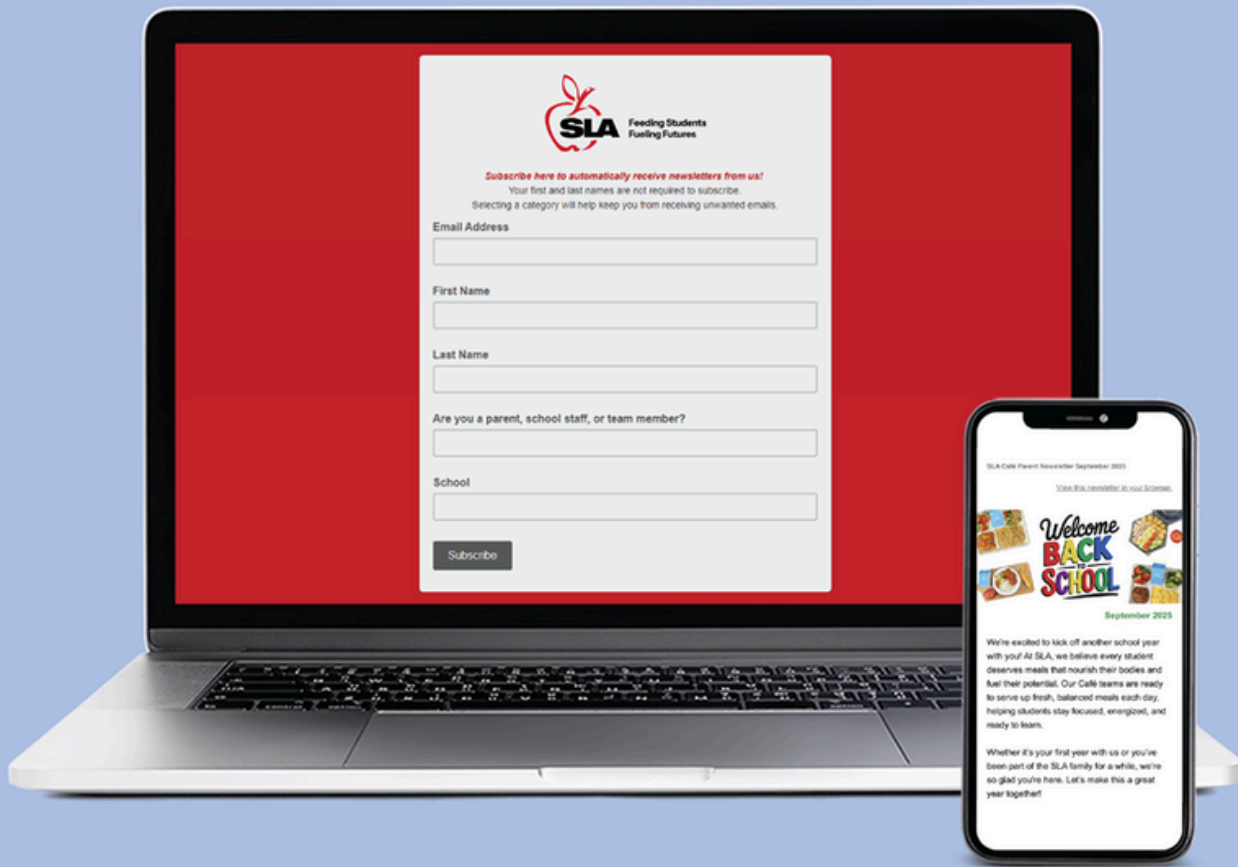 SLA
Feeding Students
Fueling Futures
Subscribe here to automatically receive newsletters from us!
Your first and last names are not required to subscribe.
Selecting a category will help keep you from receiving unwanted emails.
Email Address
First Name
Last Name
Are you a parent, school staff, or team member?
School
Subscribe
SLA Café Parent Newsletter September 2025
View this newsletter in your browser.
Welcome
BACK
TO
SCHOOL
September 2025
We're excited to kick off another school year
with you! At SLA, we believe every student
deserves meals that nourish their bodies and
fuel their potential. Our Café teams are ready
to serve up fresh, balanced meals each day,
helping students stay focused, energized, and
ready to learn.
Whether it's your first year with us or you've
been part of the SLA family for a while, we're
so glad you're here. Let's make this a great
year together!